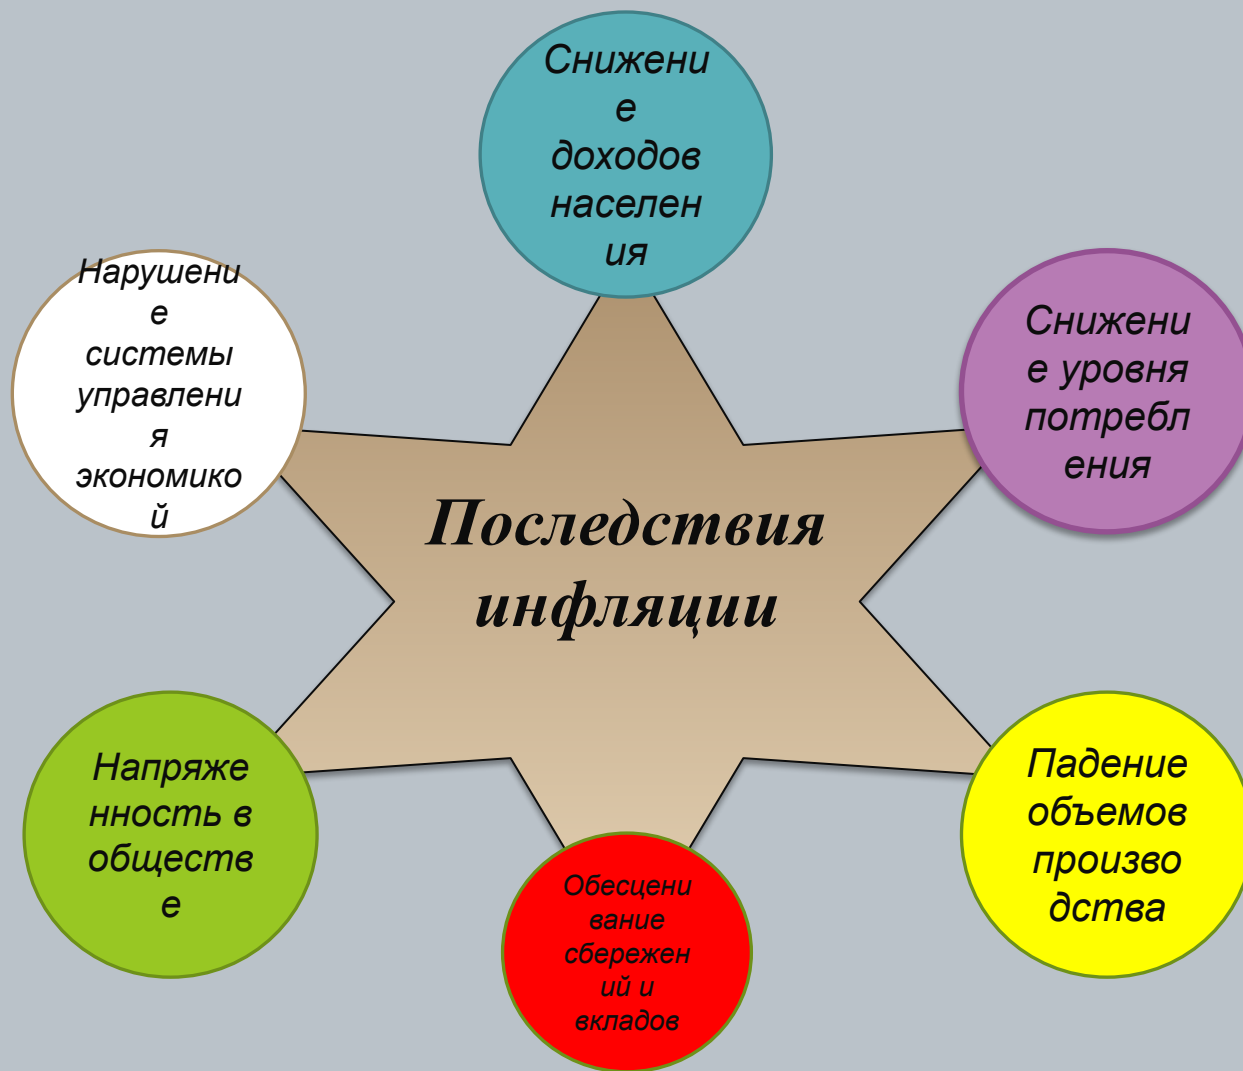 Снижени
е
доходов
населен
ия
Нарушени
е
системы
управлени
я
экономико
й
Снижени
е уровня
потребл
ения
Последствия
инфляции
Напряже
нность в
обществ
е
Обесцени
вание
сбережен
ий и
вкладов
Падение
объемов
произво
дства